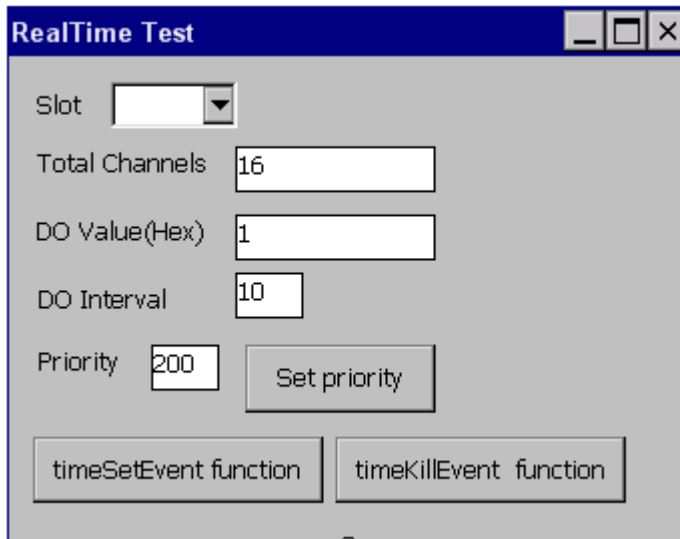 RealTime Test
Slot
Total Channels 16
DO Value(Hex) 1
DO Interval 10
Priority 200 Set priority
timeSetEvent function timeKillEvent function